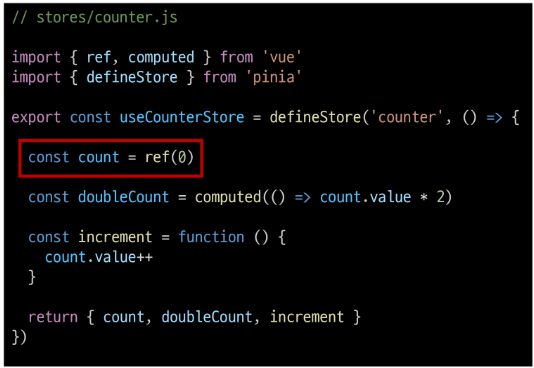 // stores/counter.js
import { ref, computed } from 'vue'
import { defineStore } from 'pinia'
export const useCounterStore = defineStore('counter', () => {
const count = ref(0)
const doubleCount = computed(() => count.value * 2)
const increment = function () {
count.value++
}
return { count, doubleCount, increment }
})